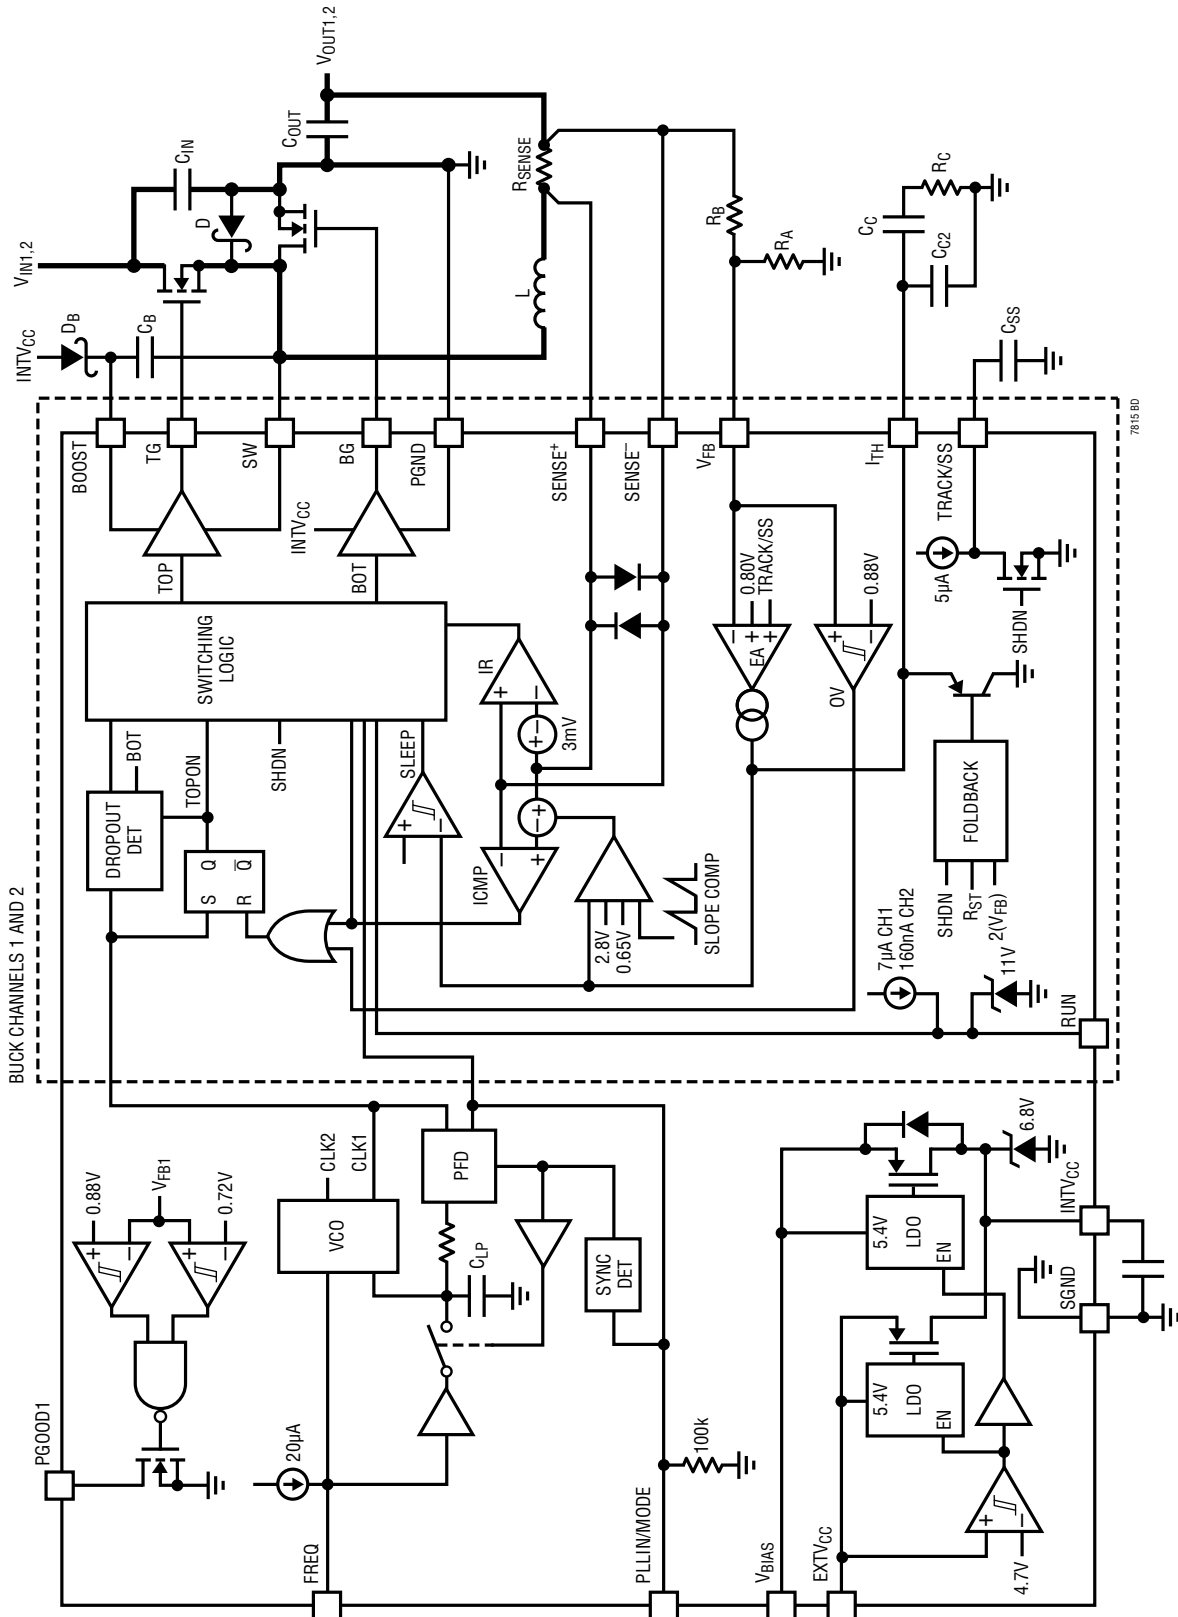 BUCK CHANNELS 1 AND 2
PGOOD1
0.88V
+
–
VFB1
+
–
0.72V
FREQ
20µA
VCO
CLK2
CLK1
PFD
CLP
SYNC
DET
PLLIN/MODE
100k
VBIAS
EXTVCC
4.7V
+
–
5.4V
LDO
EN
5.4V
LDO
EN
6.8V
INTVCC
SGND
RUN
7µA CH1
160nA CH2
11V
DROPOUT
DET
BOT
TOPON
S Q
R Q̅
SHDN
SWITCHING
LOGIC
TOP
BOT
INTVCC
SLEEP
+
–
ICMP
–
+
IR
+
–
+ –
3mV
– +
2.8V
0.65V
SLOPE COMP
EA
–
+
+
0.80V
TRACK/SS
OV
+
–
0.88V
FOLDBACK
SHDN
RST
2(VFB)
SHDN
5µA
BOOST
TG
SW
BG
PGND
SENSE+
SENSE–
VFB
ITH
TRACK/SS
INTVCC
DB
CB
VIN1,2
CIN
D
COUT
VOUT1,2
RSENSE
L
RB
RA
CC
RC
CC2
CSS
7815 BD